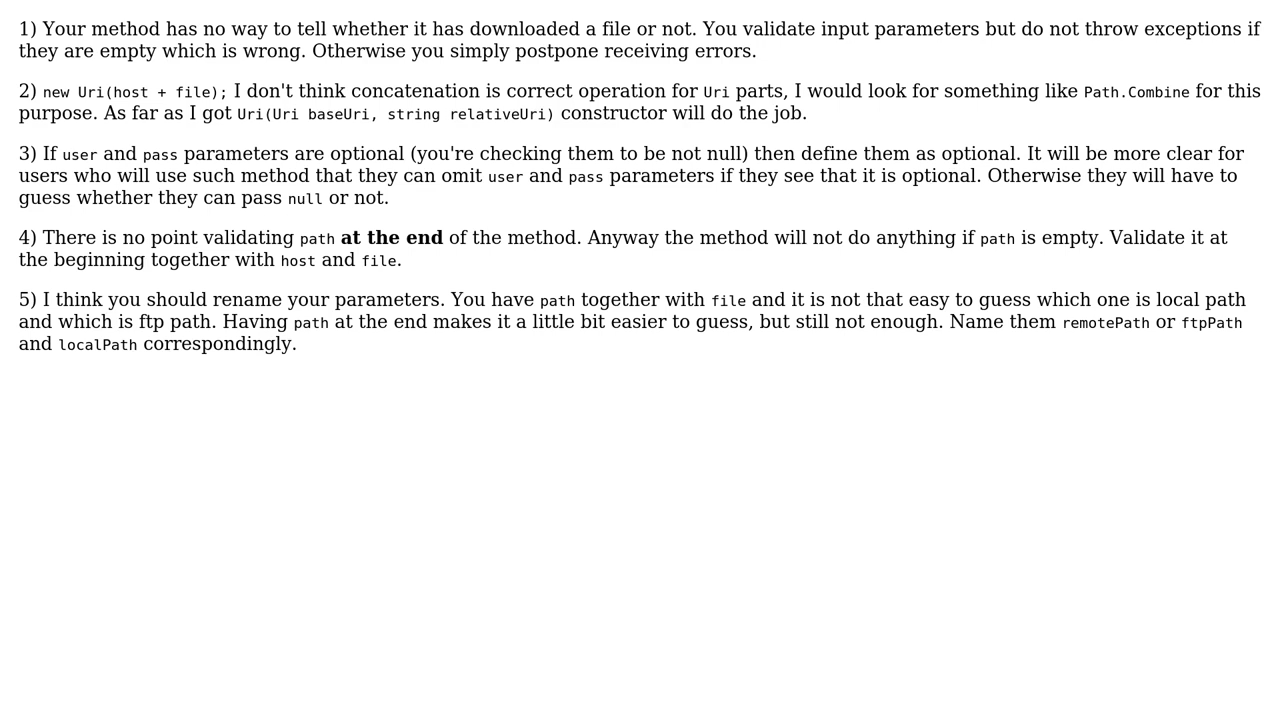 1) Your method has no way to tell whether it has downloaded a file or not. You validate input parameters but do not throw exceptions if
they are empty which is wrong. Otherwise you simply postpone receiving errors.
2) new Uri(host + file); I don't think concatenation is correct operation for Uri parts, I would look for something like Path.Combine for this
purpose. As far as I got Uri(Uri baseUri, string relativeUri) constructor will do the job.
3) If user and pass parameters are optional (you're checking them to be not null) then define them as optional. It will be more clear for
users who will use such method that they can omit user and pass parameters if they see that it is optional. Otherwise they will have to
guess whether they can pass null or not.
4) There is no point validating path at the end of the method. Anyway the method will not do anything if path is empty. Validate it at
the beginning together with host and file.
5) I think you should rename your parameters. You have path together with file and it is not that easy to guess which one is local path
and which is ftp path. Having path at the end makes it a little bit easier to guess, but still not enough. Name them remotePath or ftpPath
and localPath correspondingly.